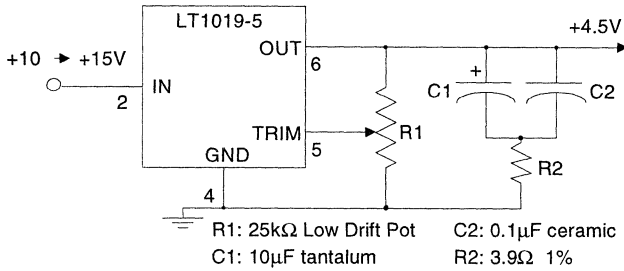 LT1019-5
+4.5V
OUT
6
+10 → +15V
+
IN
C1
C2
2
TRIM
R1
5
GND
R2
4
R1: 25kΩ Low Drift Pot
C2: 0.1µF ceramic
C1: 10µF tantalum
R2: 3.9Ω 1%